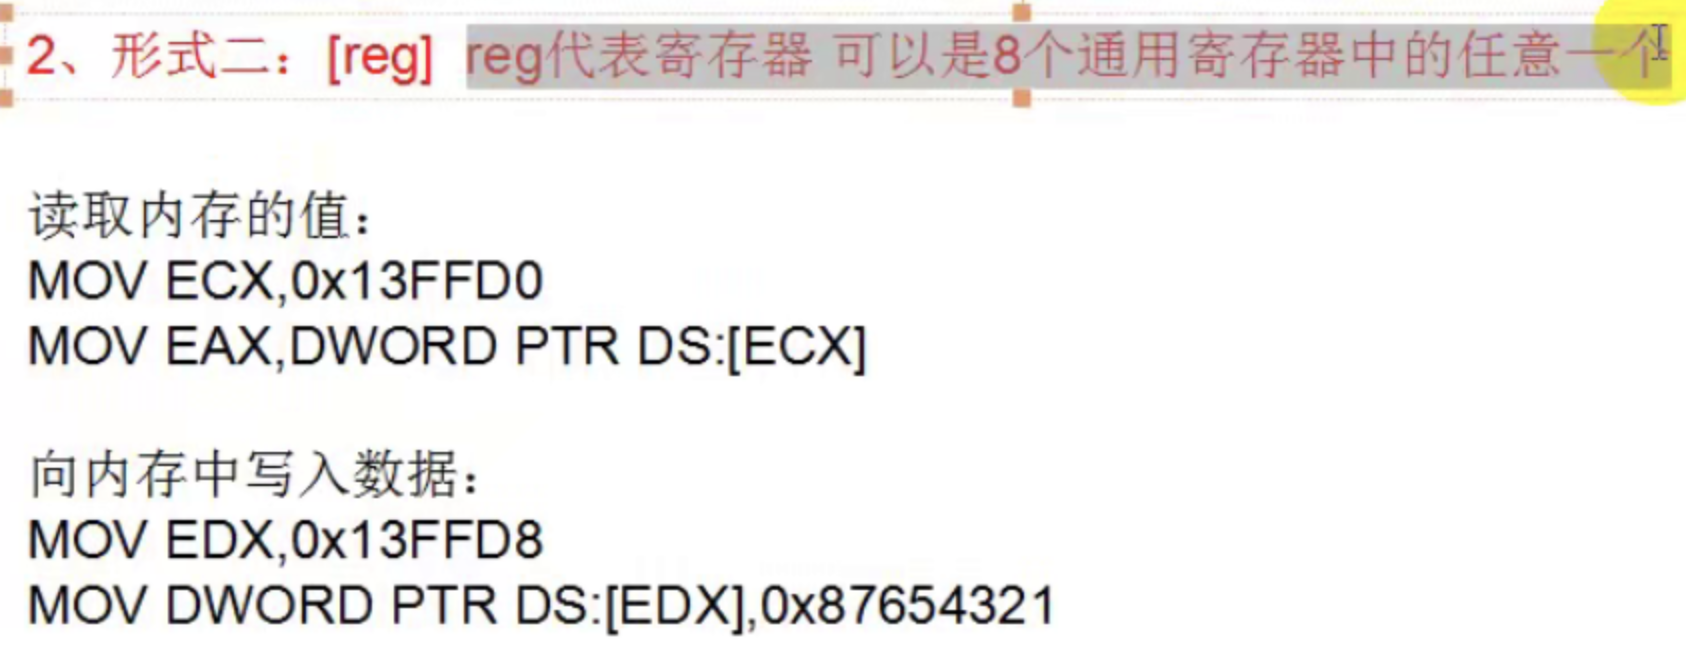 2、形式二：[reg] reg代表寄存器 可以是8个通用寄存器中的任意一个
读取内存的值：
MOV ECX,0x13FFD0
MOV EAX,DWORD PTR DS:[ECX]
向内存中写入数据：
MOV EDX,0x13FFD8
MOV DWORD PTR DS:[EDX],0x87654321